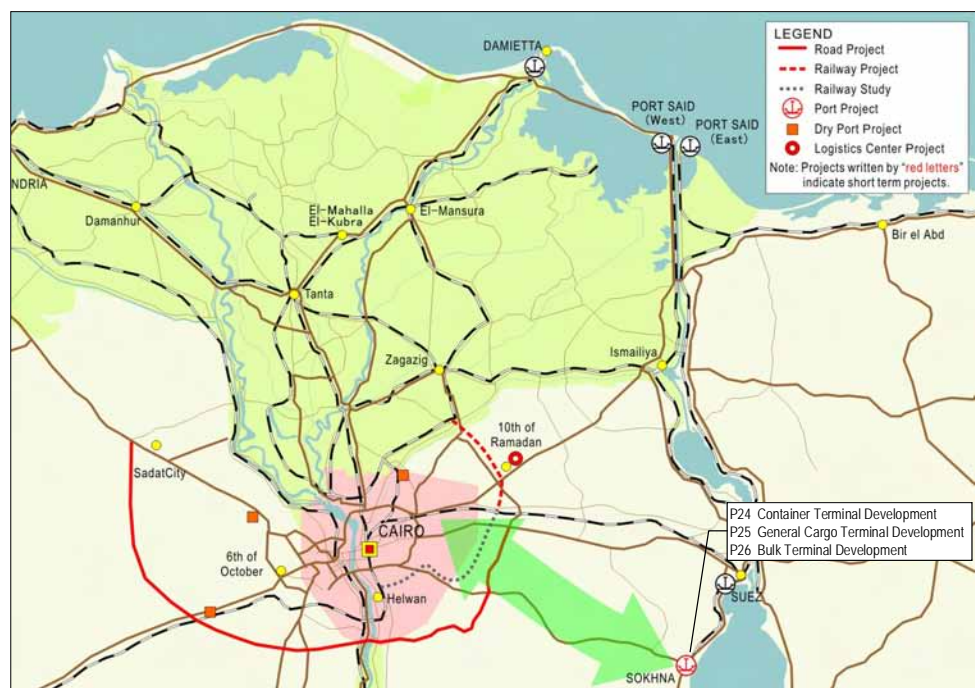 LEGEND
Road Project
Railway Project
Railway Study
Port Project
Dry Port Project
Logistics Center Project
Note: Projects written by "red letters"
indicate short term projects.
DAMIETTA
PORT SAID
(West)
PORT SAID
(East)
NDRIA
Damanhur
El-Mahalla
El-Kubra
El-Mansura
Bir el Abd
Tanta
Zagazig
Ismailiya
10th of
Ramadan
SadatCity
P24 Container Terminal Development
P25 General Cargo Terminal Development
P26 Bulk Terminal Development
CAIRO
6th of
October
Helwan
SUEZ
SOKHNA